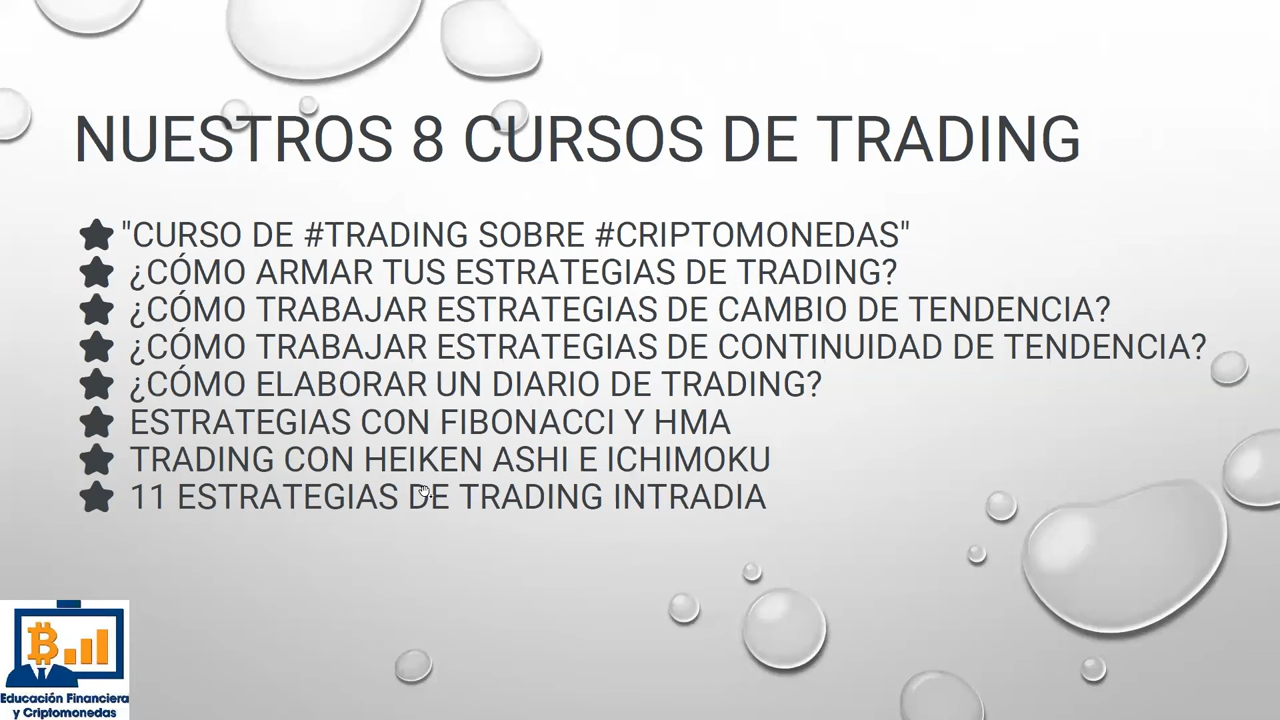 NUESTROS 8 CURSOS DE TRADING
"CURSO DE #TRADING SOBRE #CRIPTOMONEDAS"
¿CÓMO ARMAR TUS ESTRATEGIAS DE TRADING?
¿CÓMO TRABAJAR ESTRATEGIAS DE CAMBIO DE TENDENCIA?
¿CÓMO TRABAJAR ESTRATEGIAS DE CONTINUIDAD DE TENDENCIA?
¿CÓMO ELABORAR UN DIARIO DE TRADING?
ESTRATEGIAS CON FIBONACCI Y HMA
TRADING CON HEIKEN ASHI E ICHIMOKU
11 ESTRATEGIAS DE TRADING INTRADIA
Educación Financiera
y Criptomonedas